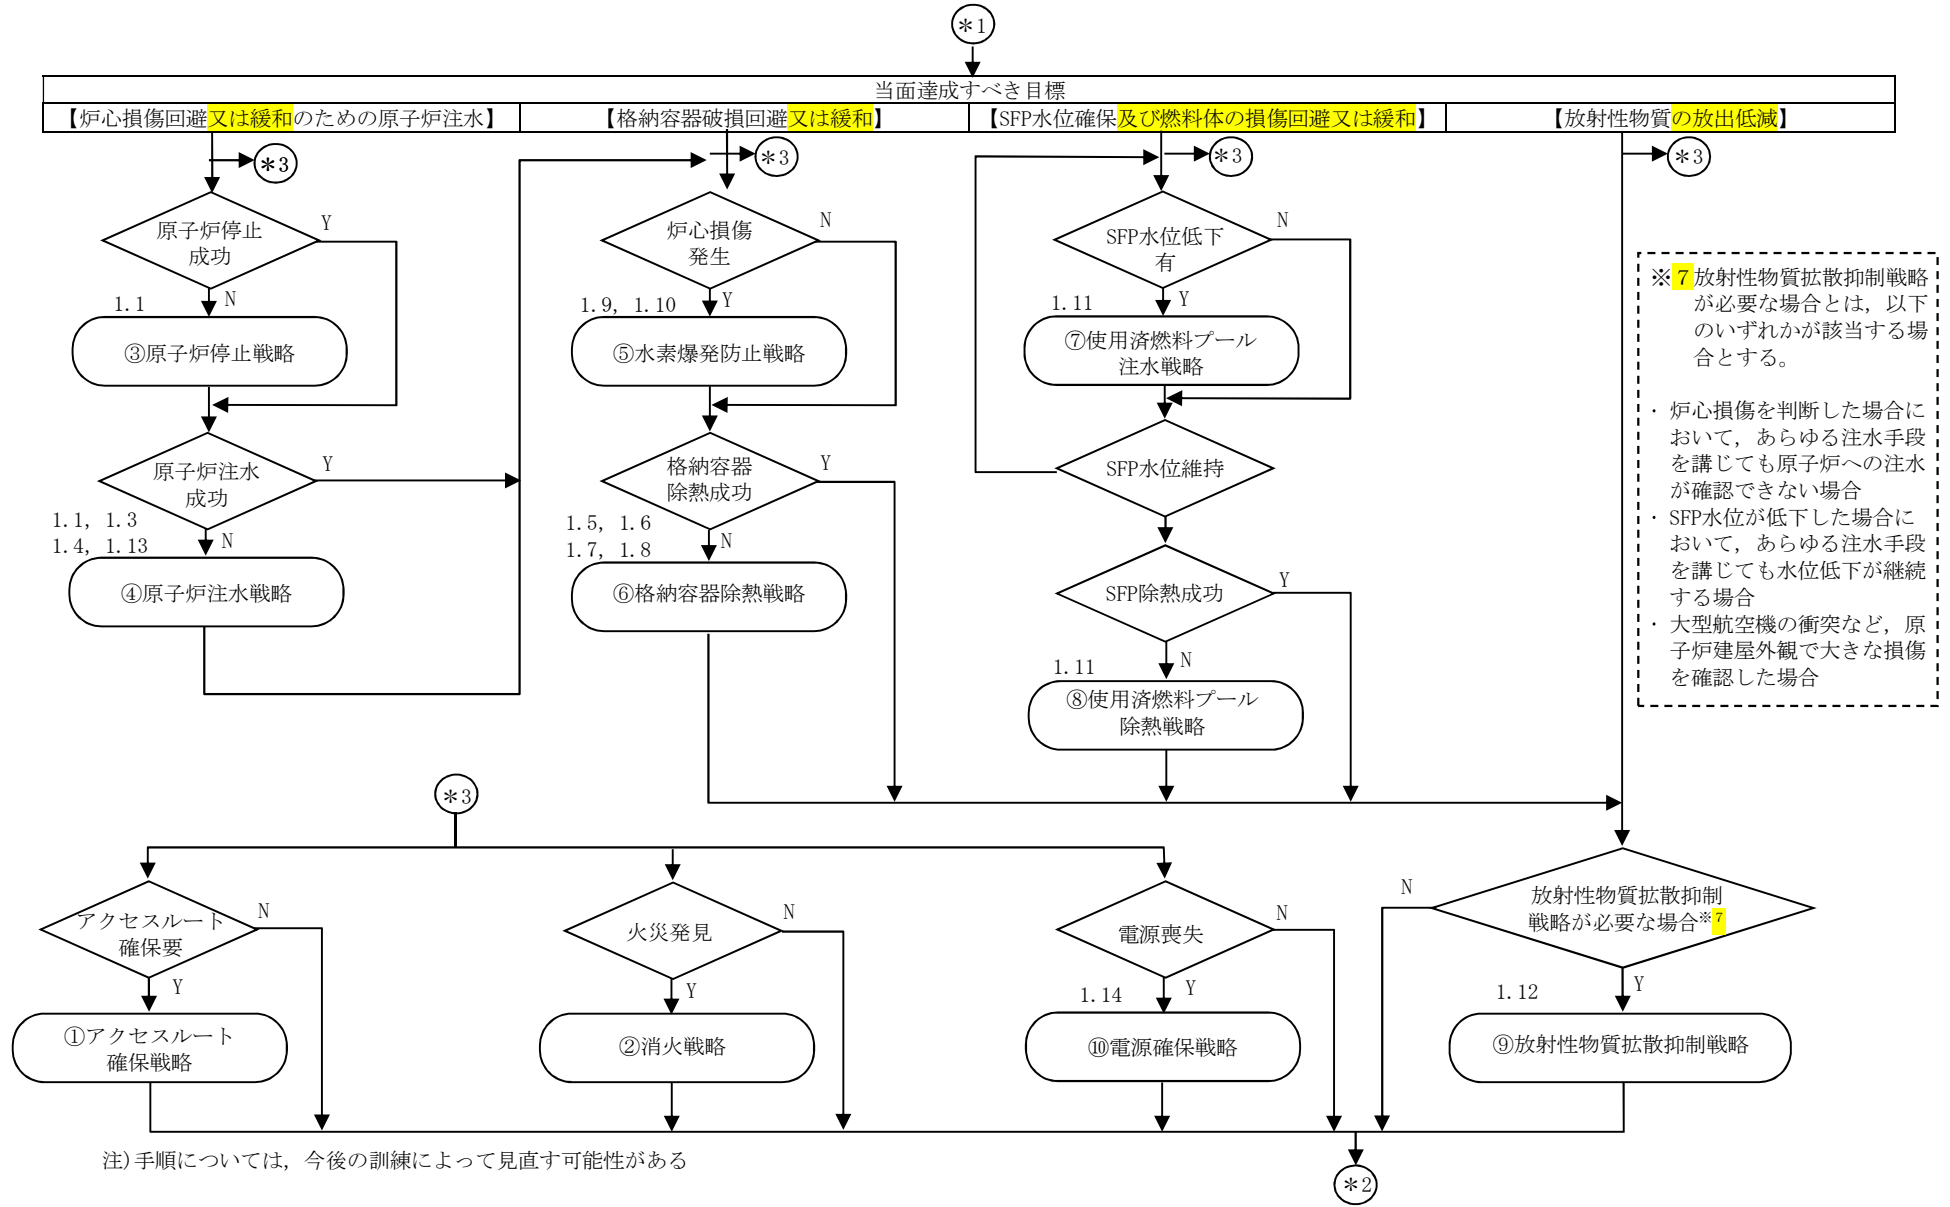 ＊1
当面達成すべき目標
【炉心損傷回避又は緩和のための原子炉注水】
【格納容器破損回避又は緩和】
【SFP水位確保及び燃料体の損傷回避又は緩和】
【放射性物質の放出低減】
＊3
＊3
＊3
＊3
原子炉停止
成功
Y
N
1.1
③原子炉停止戦略
原子炉注水
成功
Y
N
1.1, 1.3
1.4, 1.13
④原子炉注水戦略
炉心損傷
発生
N
Y
1.9, 1.10
⑤水素爆発防止戦略
格納容器
除熱成功
Y
N
1.5, 1.6
1.7, 1.8
⑥格納容器除熱戦略
SFP水位低下
有
N
Y
1.11
⑦使用済燃料プール
注水戦略
SFP水位維持
SFP除熱成功
Y
N
1.11
⑧使用済燃料プール
除熱戦略
※7放射性物質拡散抑制戦略
が必要な場合とは，以下
のいずれかが該当する場
合とする。
・炉心損傷を判断した場合に
おいて，あらゆる注水手段
を講じても原子炉への注水
が確認できない場合
・SFP水位が低下した場合に
おいて，あらゆる注水手段
を講じても水位低下が継続
する場合
・大型航空機の衝突など，原
子炉建屋外観で大きな損傷
を確認した場合
＊3
アクセスルート
確保要
N
Y
①アクセスルート
確保戦略
火災発見
N
Y
②消火戦略
電源喪失
N
Y
1.14
⑩電源確保戦略
放射性物質拡散抑制
戦略が必要な場合※7
N
Y
1.12
⑨放射性物質拡散抑制戦略
注)手順については，今後の訓練によって見直す可能性がある
＊2